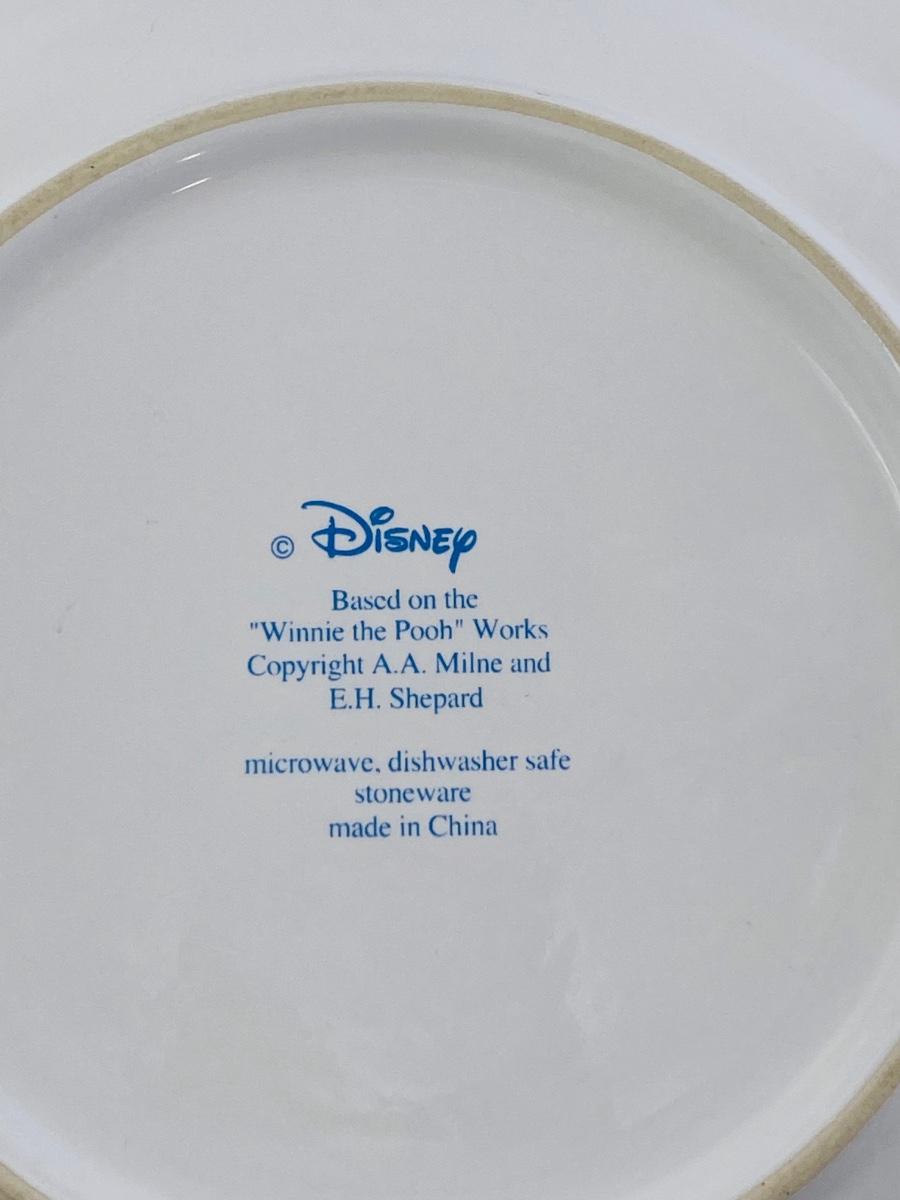 © Disney
Based on the
"Winnie the Pooh" Works
Copyright A.A. Milne and
E.H. Shepard
microwave, dishwasher safe
stoneware
made in China